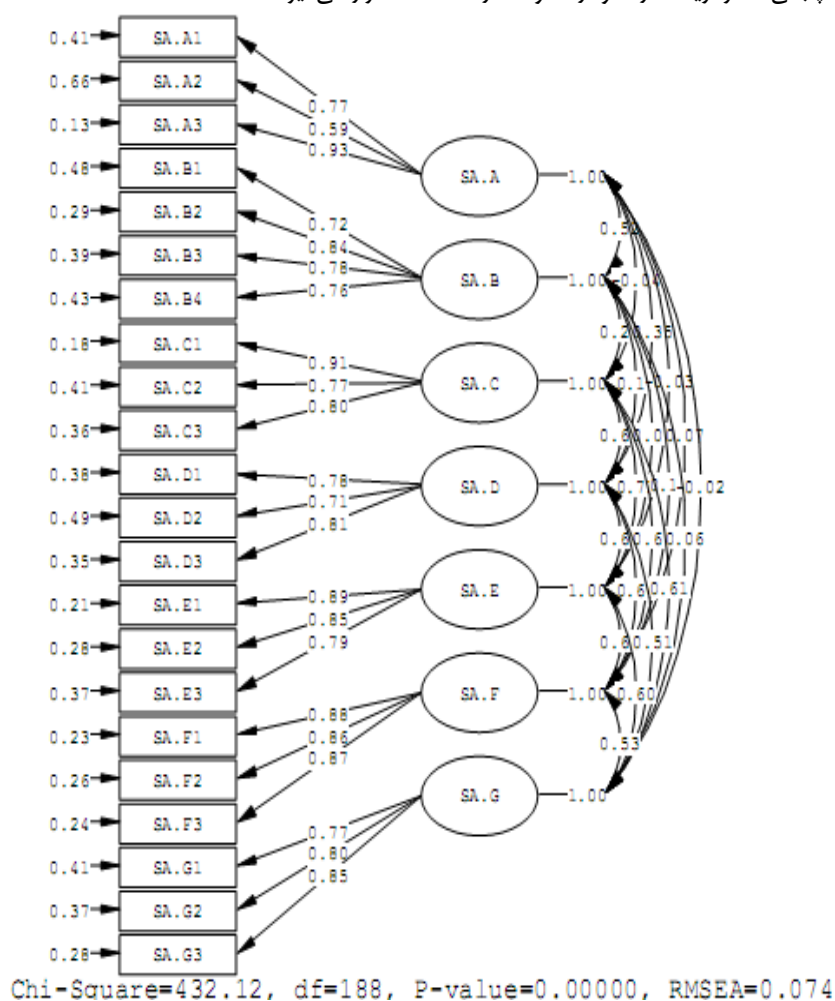 0.41 SA.A1
0.66 SA.A2
0.77
0.13 SA.A3
0.59
0.93
0.48 SA.B1
SA.A 1.00
0.29 SA.B2
0.72
0.84
0.39 SA.B3
0.78
0.76
SA.B 1.00
0.43 SA.B4
0.18 SA.C1
0.91
0.41 SA.C2
0.77
SA.C 1.00
0.36 SA.C3
0.80
0.38 SA.D1
0.78
0.71
SA.D 1.00 -0.02
0.49 SA.D2
0.81
0.35 SA.D3
0.06
0.21 SA.E1
0.89
SA.E 1.00 0.61
0.28 SA.E2
0.85
0.79
0.51
0.37 SA.E3
0.88
SA.F 1.00 0.60
0.23 SA.F1
0.86
0.87
0.53
0.26 SA.F2
SA.G 1.00
0.24 SA.F3
0.77
0.41 SA.G1
0.80
0.85
0.37 SA.G2
0.28 SA.G3
Chi-Square=432.12, df=188, P-value=0.00000, RMSEA=0.074